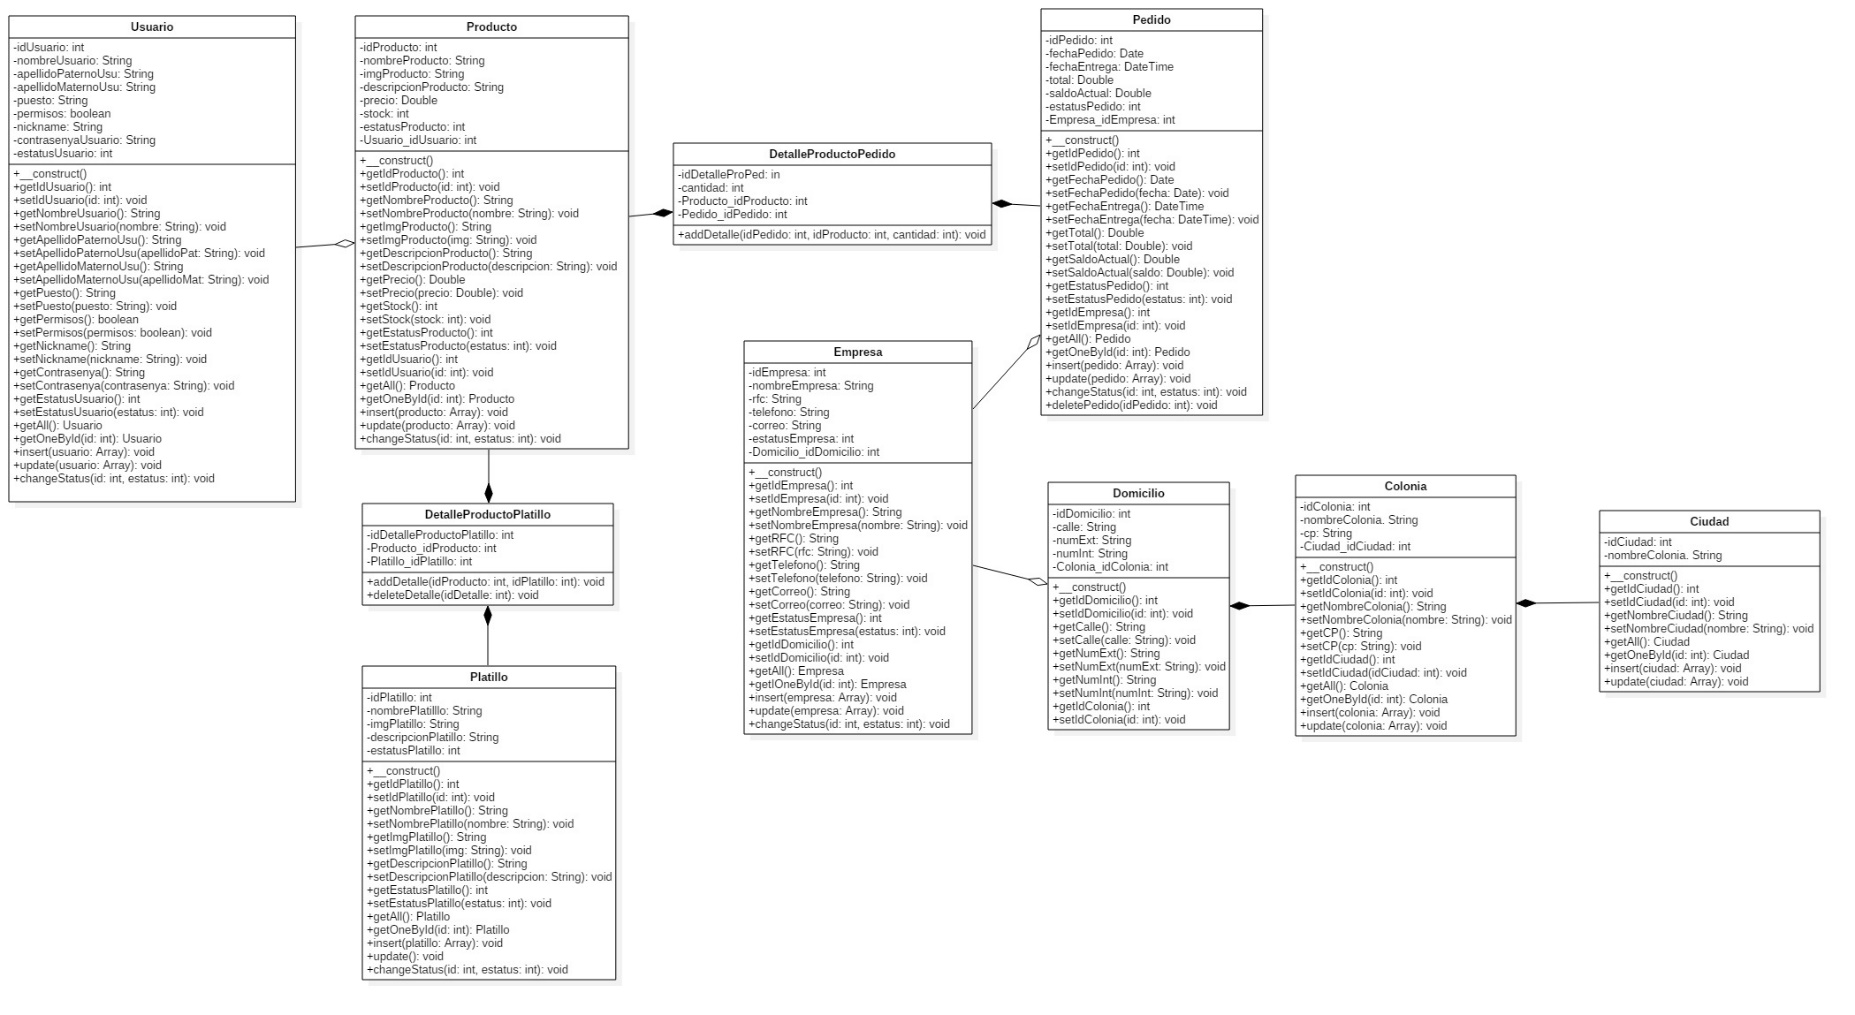 Usuario
-idUsuario: int
-nombreUsuario: String
-apellidoPaternoUsu: String
-apellidoMaternoUsu: String
-puesto: String
-permisos: boolean
-nickname: String
-contrasenyaUsuario: String
-estatusUsuario: int
+__construct()
+getIdUsuario(): int
+setIdUsuario(id: int): void
+getNombreUsuario(): String
+setNombreUsuario(nombre: String): void
+getApellidoPaternoUsu(): String
+setApellidoPaternoUsu(apellidoPat: String): void
+getApellidoMaternoUsu(): String
+setApellidoMaternoUsu(apellidoMat: String): void
+getPuesto(): String
+setPuesto(puesto: String): void
+getPermisos(): boolean
+setPermisos(permisos: boolean): void
+getNickname(): String
+setNickname(nickname: String): void
+getContrasenya(): String
+setContrasenya(contrasenya: String): void
+getEstatusUsuario(): int
+setEstatusUsuario(estatus: int): void
+getAll(): Usuario
+getOneById(id: int): Usuario
+insert(usuario: Array): void
+update(usuario: Array): void
+changeStatus(id: int, estatus: int): void
Producto
-idProducto: int
-nombreProducto: String
-imgProducto: String
-descripcionProducto: String
-precio: Double
-stock: int
-estatusProducto: int
-Usuario_idUsuario: int
+__construct()
+getIdProducto(): int
+setIdProducto(id: int): void
+getNombreProducto(): String
+setNombreProducto(nombre: String): void
+getImgProducto(): String
+setImgProducto(img: String): void
+getDescripcionProducto(): String
+setDescripcionProducto(descripcion: String): void
+getPrecio(): Double
+setPrecio(precio: Double): void
+getStock(): int
+setStock(stock: int): void
+getEstatusProducto(): int
+setEstatusProducto(estatus: int): void
+getIdUsuario(): int
+setIdUsuario(id: int): void
+getAll(): Producto
+getOneById(id: int): Producto
+insert(producto: Array): void
+update(producto: Array): void
+changeStatus(id: int, estatus: int): void
DetalleProductoPedido
-idDetalleProPed: in
-cantidad: int
-Producto_idProducto: int
-Pedido_idPedido: int
+addDetalle(idPedido: int, idProducto: int, cantidad: int): void
Pedido
-idPedido: int
-fechaPedido: Date
-fechaEntrega: DateTime
-total: Double
-saldoActual: Double
-estatusPedido: int
-Empresa_idEmpresa: int
+__construct()
+getIdPedido(): int
+setIdPedido(id: int): void
+getFechaPedido(): Date
+setFechaPedido(fecha: Date): void
+getFechaEntrega(): DateTime
+setFechaEntrega(fecha: DateTime): void
+getTotal(): Double
+setTotal(total: Double): void
+getSaldoActual(): Double
+setSaldoActual(saldo: Double): void
+getEstatusPedido(): int
+setEstatusPedido(estatus: int): void
+getIdEmpresa(): int
+setIdEmpresa(id: int): void
+getAll(): Pedido
+getOneById(id: int): Pedido
+insert(pedido: Array): void
+update(pedido: Array): void
+changeStatus(id: int, estatus: int): void
+deletePedido(idPedido: int): void
Empresa
-idEmpresa: int
-nombreEmpresa: String
-rfc: String
-telefono: String
-correo: String
-estatusEmpresa: int
-Domicilio_idDomicilio: int
+__construct()
+getIdEmpresa(): int
+setIdEmpresa(id: int): void
+getNombreEmpresa(): String
+setNombreEmpresa(nombre: String): void
+getRFC(): String
+setRFC(rfc: String): void
+getTelefono(): String
+setTelefono(telefono: String): void
+getCorreo(): String
+setCorreo(correo: String): void
+getEstatusEmpresa(): int
+setEstatusEmpresa(estatus: int): void
+getIdDomicilio(): int
+setIdDomicilio(id: int): void
+getAll(): Empresa
+getIOneById(id: int): Empresa
+insert(empresa: Array): void
+update(empresa: Array): void
+changeStatus(id: int, estatus: int): void
Domicilio
-idDomicilio: int
-calle: String
-numExt: String
-numInt: String
-Colonia_idColonia: int
+__construct()
+getIdDomicilio(): int
+setIdDomicilio(id: int): void
+getCalle(): String
+setCalle(calle: String): void
+getNumExt(): String
+setNumExt(numExt: String): void
+getNumInt(): String
+setNumInt(numInt: String): void
+getIdColonia(): int
+setIdColonia(id: int): void
Colonia
-idColonia: int
-nombreColonia. String
-cp: String
-Ciudad_idCiudad: int
+__construct()
+getIdColonia(): int
+setIdColonia(id: int): void
+getNombreColonia(): String
+setNombreColonia(nombre: String): void
+getCP(): String
+setCP(cp: String): void
+getIdCiudad(): int
+setIdCiudad(idCiudad: int): void
+getAll(): Colonia
+getOneById(id: int): Colonia
+insert(colonia: Array): void
+update(colonia: Array): void
Ciudad
-idCiudad: int
-nombreColonia. String
+__construct()
+getIdCiudad(): int
+setIdCiudad(id: int): void
+getNombreCiudad(): String
+setNombreCiudad(nombre: String): void
+getAll(): Ciudad
+getOneById(id: int): Ciudad
+insert(ciudad: Array): void
+update(ciudad: Array): void
DetalleProductoPlatillo
-idDetalleProductoPlatillo: int
-Producto_idProducto: int
-Platillo_idPlatillo: int
+addDetalle(idProducto: int, idPlatillo: int): void
+deleteDetalle(idDetalle: int): void
Platillo
-idPlatillo: int
-nombrePlatilllo: String
-imgPlatillo: String
-descripcionPlatillo: String
-estatusPlatillo: int
+__construct()
+getIdPlatillo(): int
+setIdPlatillo(id: int): void
+getNombrePlatillo(): String
+setNombrePlatillo(nombre: String): void
+getImgPlatillo(): String
+setImgPlatillo(img: String): void
+getDescripcionPlatillo(): String
+setDescripcionPlatillo(descripcion: String): void
+getEstatusPlatillo(): int
+setEstatusPlatillo(estatus: int): void
+getAll(): Platillo
+getOneById(id: int): Platillo
+insert(platillo: Array): void
+update(): void
+changeStatus(id: int, estatus: int): void